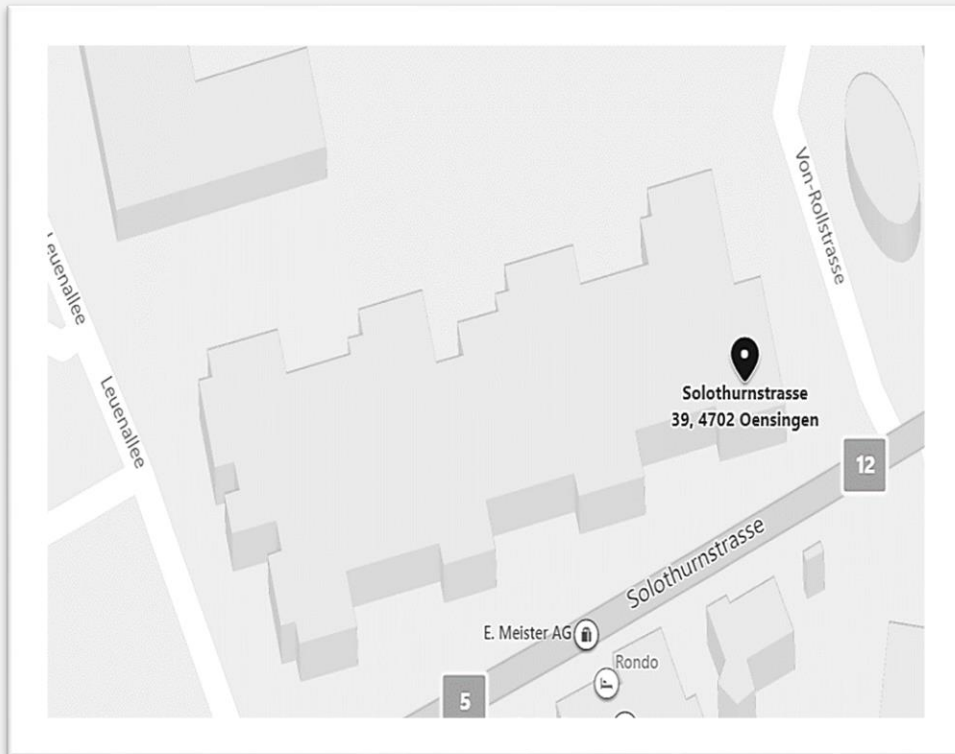 Von-Rollstrasse
Leuenallee
Leuenallee
Solothurnstrasse
39, 4702 Oensingen
12
Solothurnstrasse
E. Meister AG
Rondo
5